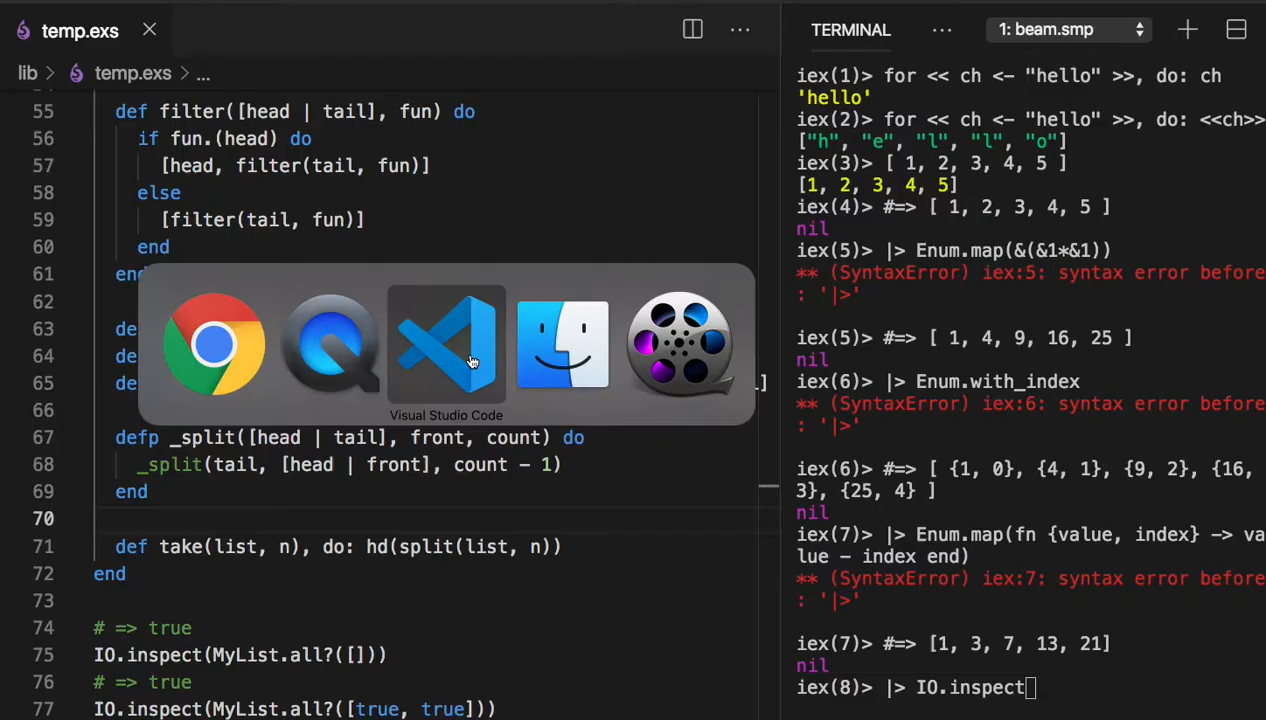 temp.exs
TERMINAL
1: beam.smp
lib > temp.exs > ...
55 def filter([head | tail], fun) do
56 if fun.(head) do
57 [head, filter(tail, fun)]
58 else
59 [filter(tail, fun)]
60 end
61 en
62
63 de
64 de
65 de ]
66
67 defp _split([head | tail], front, count) do
68 _split(tail, [head | front], count - 1)
69 end
70
71 def take(list, n), do: hd(split(list, n))
72 end
73
74 # => true
75 IO.inspect(MyList.all?([]))
76 # => true
77 IO.inspect(MyList.all?([true, true]))
Visual Studio Code
iex(1)> for << ch <- "hello" >>, do: ch
'hello'
iex(2)> for << ch <- "hello" >>, do: <<ch>>
["h", "e", "l", "l", "o"]
iex(3)> [ 1, 2, 3, 4, 5 ]
[1, 2, 3, 4, 5]
iex(4)> #=> [ 1, 2, 3, 4, 5 ]
nil
iex(5)> |> Enum.map(&(&1*&1))
** (SyntaxError) iex:5: syntax error before
: '|>'
iex(5)> #=> [ 1, 4, 9, 16, 25 ]
nil
iex(6)> |> Enum.with_index
** (SyntaxError) iex:6: syntax error before
: '|>'
iex(6)> #=> [ {1, 0}, {4, 1}, {9, 2}, {16,
3}, {25, 4} ]
nil
iex(7)> |> Enum.map(fn {value, index} -> va
lue - index end)
** (SyntaxError) iex:7: syntax error before
: '|>'
iex(7)> #=> [1, 3, 7, 13, 21]
nil
iex(8)> |> IO.inspect